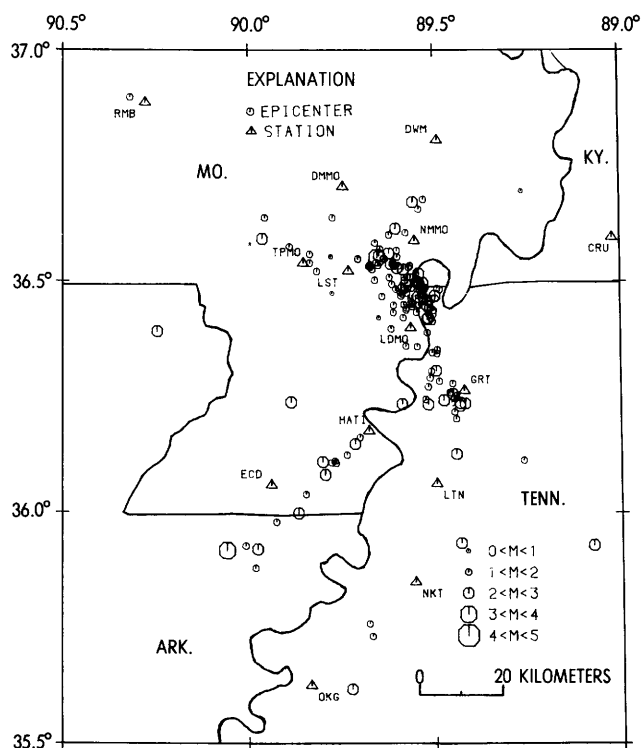 90.5° 90.0° 89.5° 89.0°
37.0°
EXPLANATION
EPICENTER
STATION
RMB
DWM
KY.
MO.
DMMO
NMMO
CRU
TPMO
LST
36.5°
LDMO
GRT
HATI
ECD
LTN
36.0°
TENN.
0<M<1
1<M<2
2<M<3
3<M<4
4<M<5
NKT
ARK.
0 20 KILOMETERS
OKG
35.5°